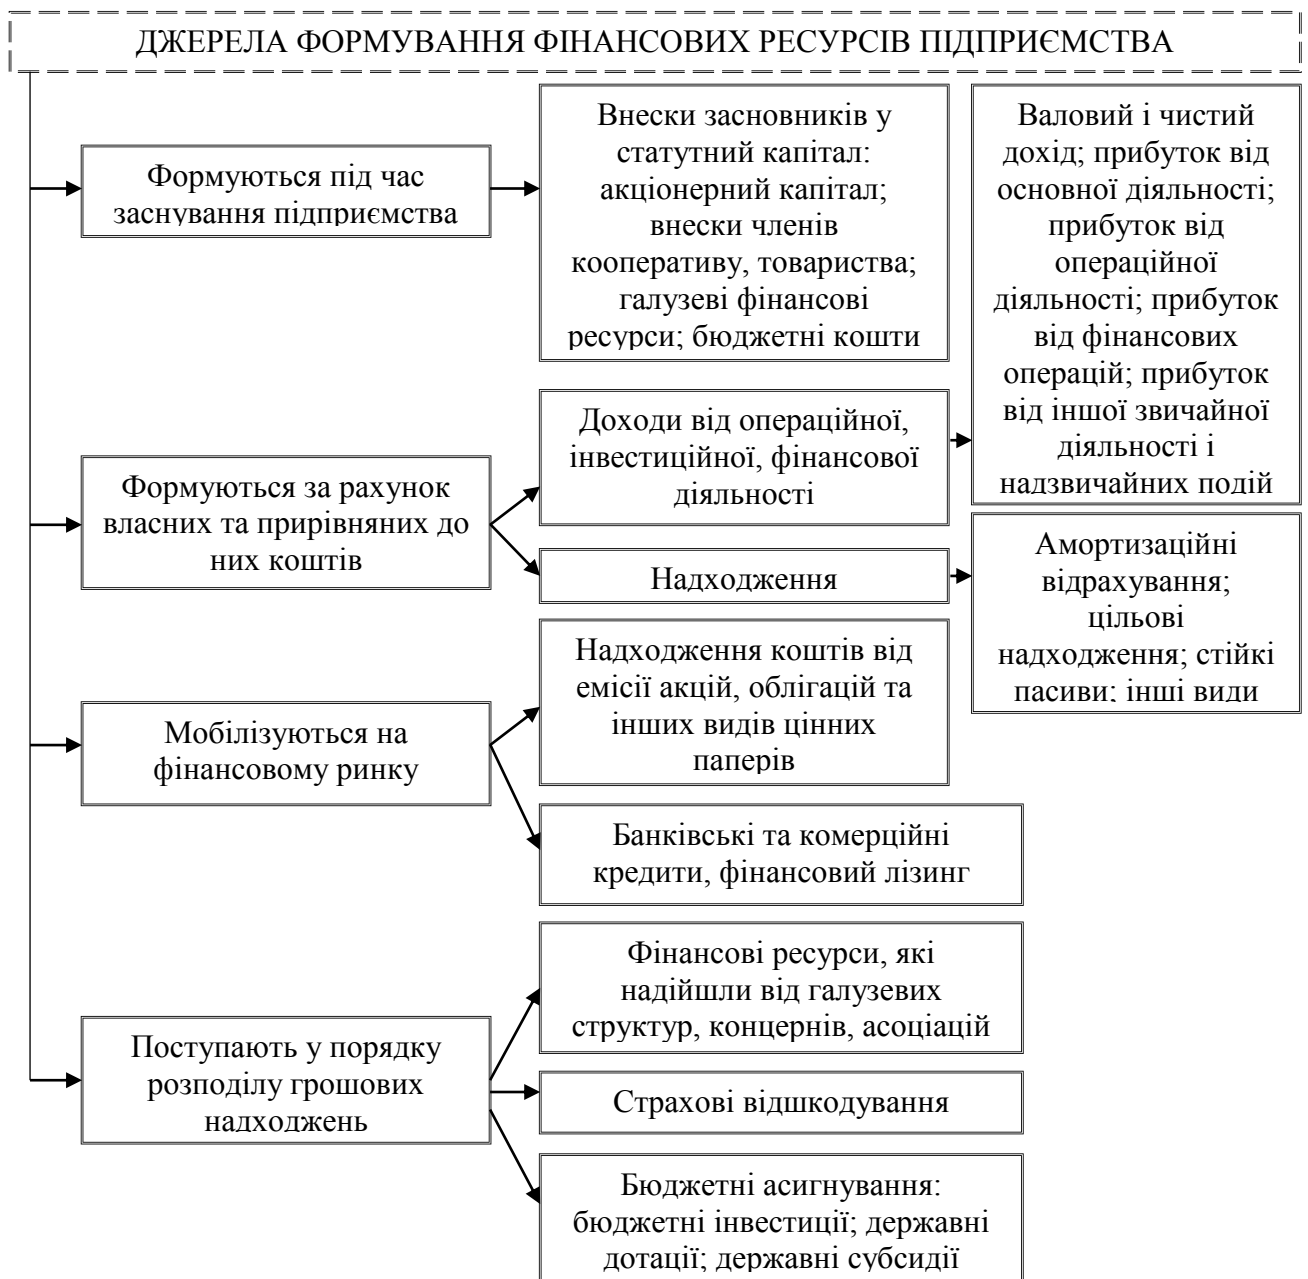 ДЖЕРЕЛА ФОРМУВАННЯ ФІНАНСОВИХ РЕСУРСІВ ПІДПРИЄМСТВА
Формуються під час
заснування підприємства
Внески засновників у
статутний капітал:
акціонерний капітал;
внески членів
кооперативу, товариства;
галузеві фінансові
ресурси; бюджетні кошти
Валовий і чистий
дохід; прибуток від
основної діяльності;
прибуток від
операційної
діяльності; прибуток
від фінансових
операцій; прибуток
від іншої звичайної
діяльності і
надзвичайних подій
Формуються за рахунок
власних та прирівняних до
них коштів
Доходи від операційної,
інвестиційної, фінансової
діяльності
Надходження
Амортизаційні
відрахування;
цільові
надходження; стійкі
пасиви; інші види
Мобілізуються на
фінансовому ринку
Надходження коштів від
емісії акцій, облігацій та
інших видів цінних
паперів
Банківські та комерційні
кредити, фінансовий лізинг
Поступають у порядку
розподілу грошових
надходжень
Фінансові ресурси, які
надійшли від галузевих
структур, концернів, асоціацій
Страхові відшкодування
Бюджетні асигнування:
бюджетні інвестиції; державні
дотації; державні субсидії